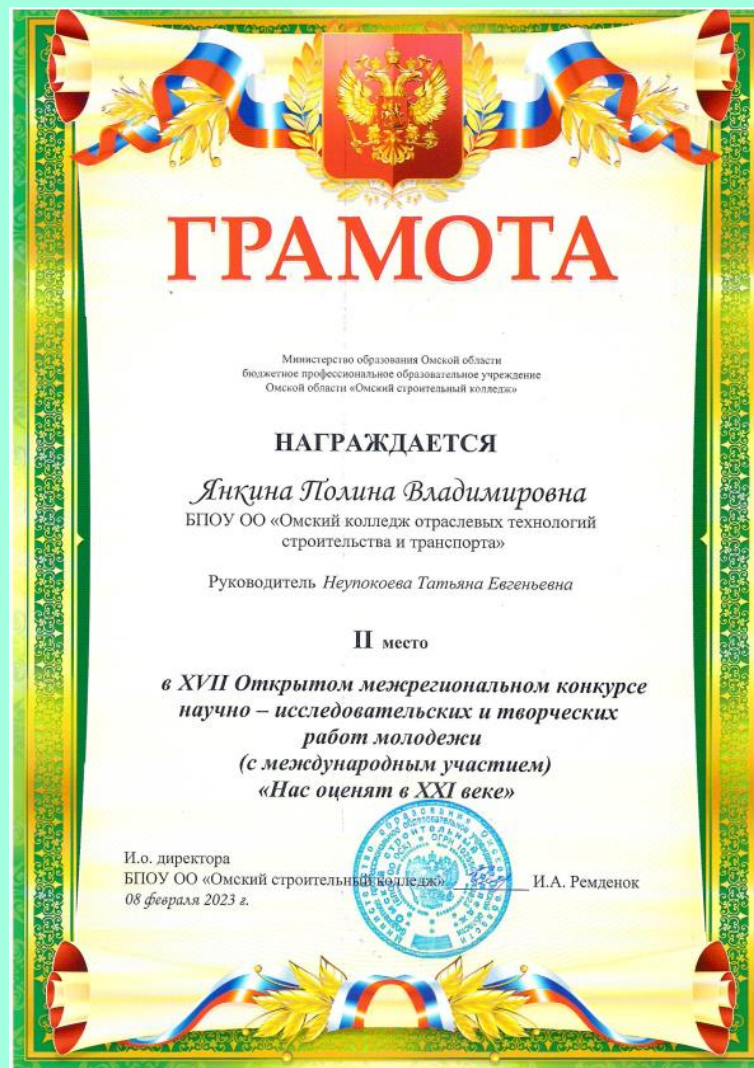 ГРАМОТА
Министерство образования Омской области
бюджетное профессиональное образовательное учреждение
Омской области «Омский строительный колледж»
НАГРАЖДАЕТСЯ
Янкина Полина Владимировна
БПОУ ОО «Омский колледж отраслевых технологий
строительства и транспорта»
Руководитель Неупокоева Татьяна Евгеньевна
II место
в XVII Открытом межрегиональном конкурсе
научно – исследовательских и творческих
работ молодежи
(с международным участием)
«Нас оценят в XXI веке»
И.о. директора
БПОУ ОО «Омский строительный колледж» И.А. Ремденок
08 февраля 2023 г.